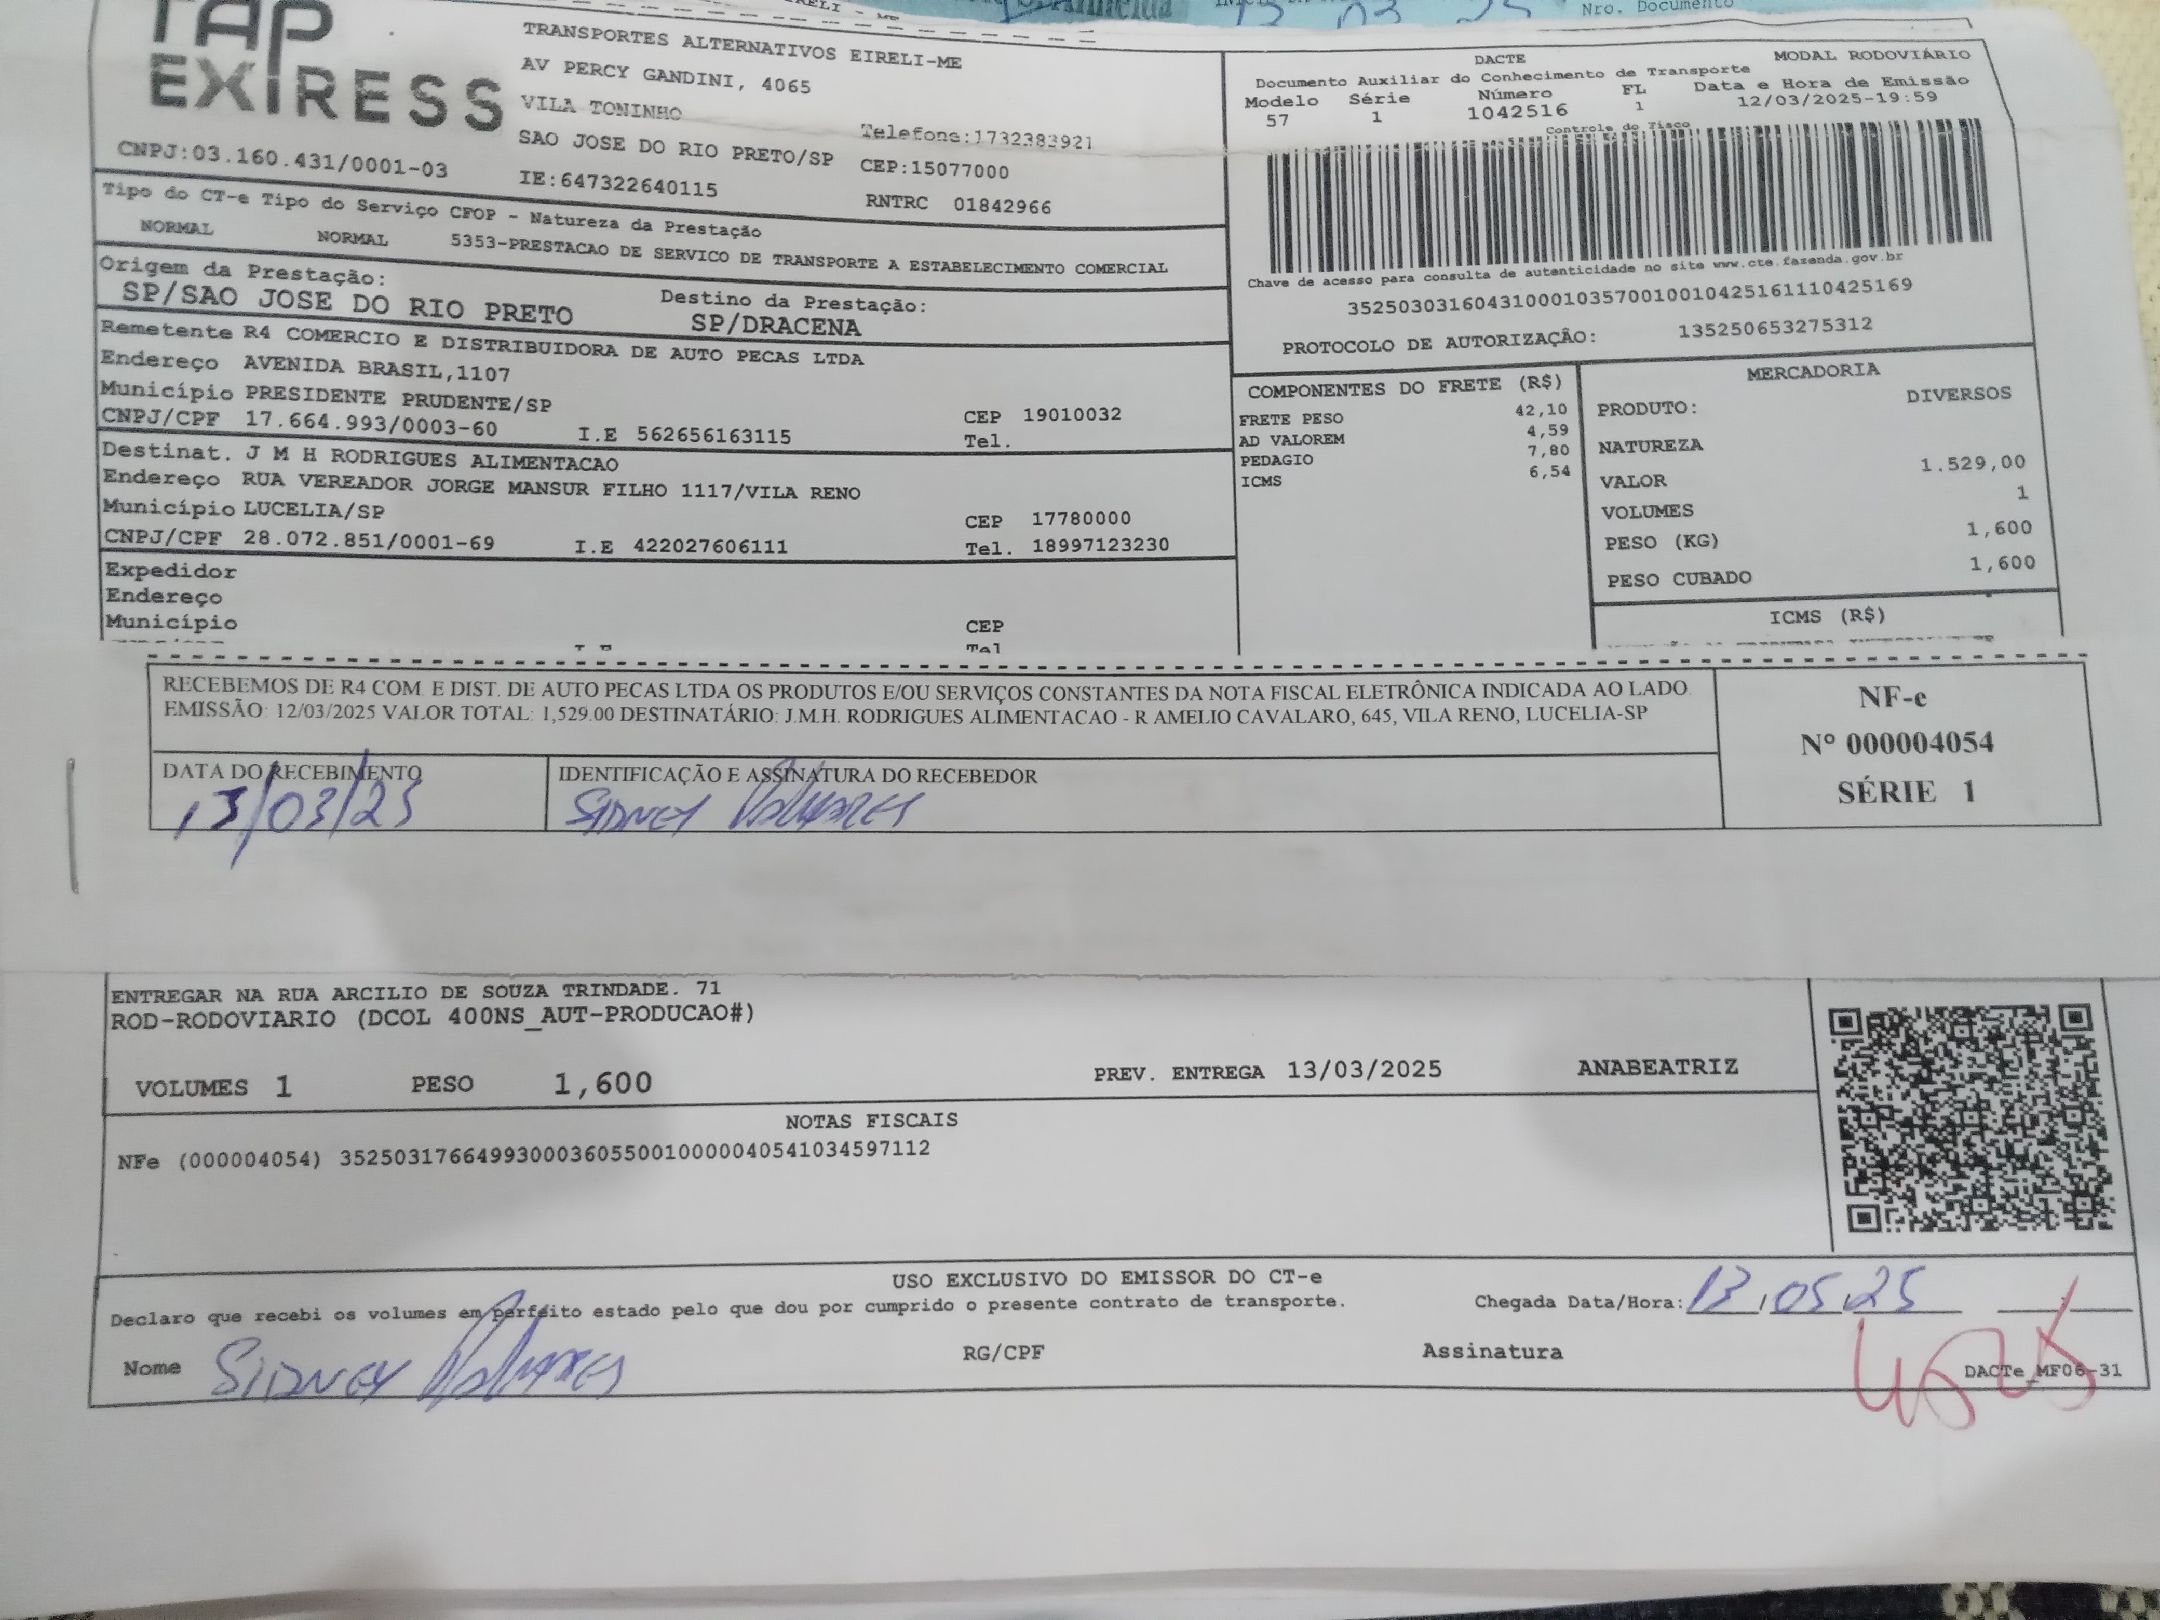 Nro. Documento
TAP
EXPRESS
TRANSPORTES ALTERNATIVOS EIRELI-ME
AV PERCY GANDINI, 4065
VILA TONINHO
Telefone:1732383921
SAO JOSE DO RIO PRETO/SP CEP:15077000
CNPJ:03.160.431/0001-03
IE:647322640115
RNTRC 01842966
DACTE
MODAL RODOVIÁRIO
Documento Auxiliar do Conhecimento de Transporte
Modelo Série Número FL Data e Hora de Emissão
57 1 1042516 1 12/03/2025-19:59
Controle do Fisco
Chave de acesso para consulta de autenticidade no site www.cte.fazenda.gov.br
35250303160431000103570010010425161110425169
PROTOCOLO DE AUTORIZAÇÃO: 135250653275312
Tipo do CT-e Tipo do Serviço CFOP - Natureza da Prestação
NORMAL NORMAL 5353-PRESTACAO DE SERVICO DE TRANSPORTE A ESTABELECIMENTO COMERCIAL
Origem da Prestação: Destino da Prestação:
SP/SAO JOSE DO RIO PRETO SP/DRACENA
Remetente R4 COMERCIO E DISTRIBUIDORA DE AUTO PECAS LTDA
Endereço AVENIDA BRASIL,1107
Município PRESIDENTE PRUDENTE/SP CEP 19010032
CNPJ/CPF 17.664.993/0003-60 I.E 562656163115 Tel.
Destinat. J M H RODRIGUES ALIMENTACAO
Endereço RUA VEREADOR JORGE MANSUR FILHO 1117/VILA RENO
Município LUCELIA/SP CEP 17780000
CNPJ/CPF 28.072.851/0001-69 I.E 422027606111 Tel. 18997123230
Expedidor
Endereço
Município CEP
COMPONENTES DO FRETE (R$)
FRETE PESO 42,10
AD VALOREM 4,59
PEDAGIO 7,80
ICMS 6,54
MERCADORIA
PRODUTO: DIVERSOS
NATUREZA
VALOR 1.529,00
VOLUMES 1
PESO (KG) 1,600
PESO CUBADO 1,600
ICMS (R$)
RECEBEMOS DE R4 COM. E DIST. DE AUTO PECAS LTDA OS PRODUTOS E/OU SERVIÇOS CONSTANTES DA NOTA FISCAL ELETRÔNICA INDICADA AO LADO.
EMISSÃO: 12/03/2025 VALOR TOTAL: 1,529.00 DESTINATÁRIO: J.M.H. RODRIGUES ALIMENTACAO - R AMELIO CAVALARO, 645, VILA RENO, LUCELIA-SP
NF-e
Nº 000004054
SÉRIE 1
DATA DO RECEBIMENTO IDENTIFICAÇÃO E ASSINATURA DO RECEBEDOR
13/03/25 SIDNEY
ENTREGAR NA RUA ARCILIO DE SOUZA TRINDADE. 71
ROD-RODOVIARIO (DCOL 400NS_AUT-PRODUCAO#)
VOLUMES 1 PESO 1,600 PREV. ENTREGA 13/03/2025 ANABEATRIZ
NOTAS FISCAIS
NFe (000004054) 35250317664993000360550010000040541034597112
USO EXCLUSIVO DO EMISSOR DO CT-e
Declaro que recebi os volumes em perfeito estado pelo que dou por cumprido o presente contrato de transporte. Chegada Data/Hora: 13 05 25
Nome SIDNEY RG/CPF Assinatura DACTe_MF06-31